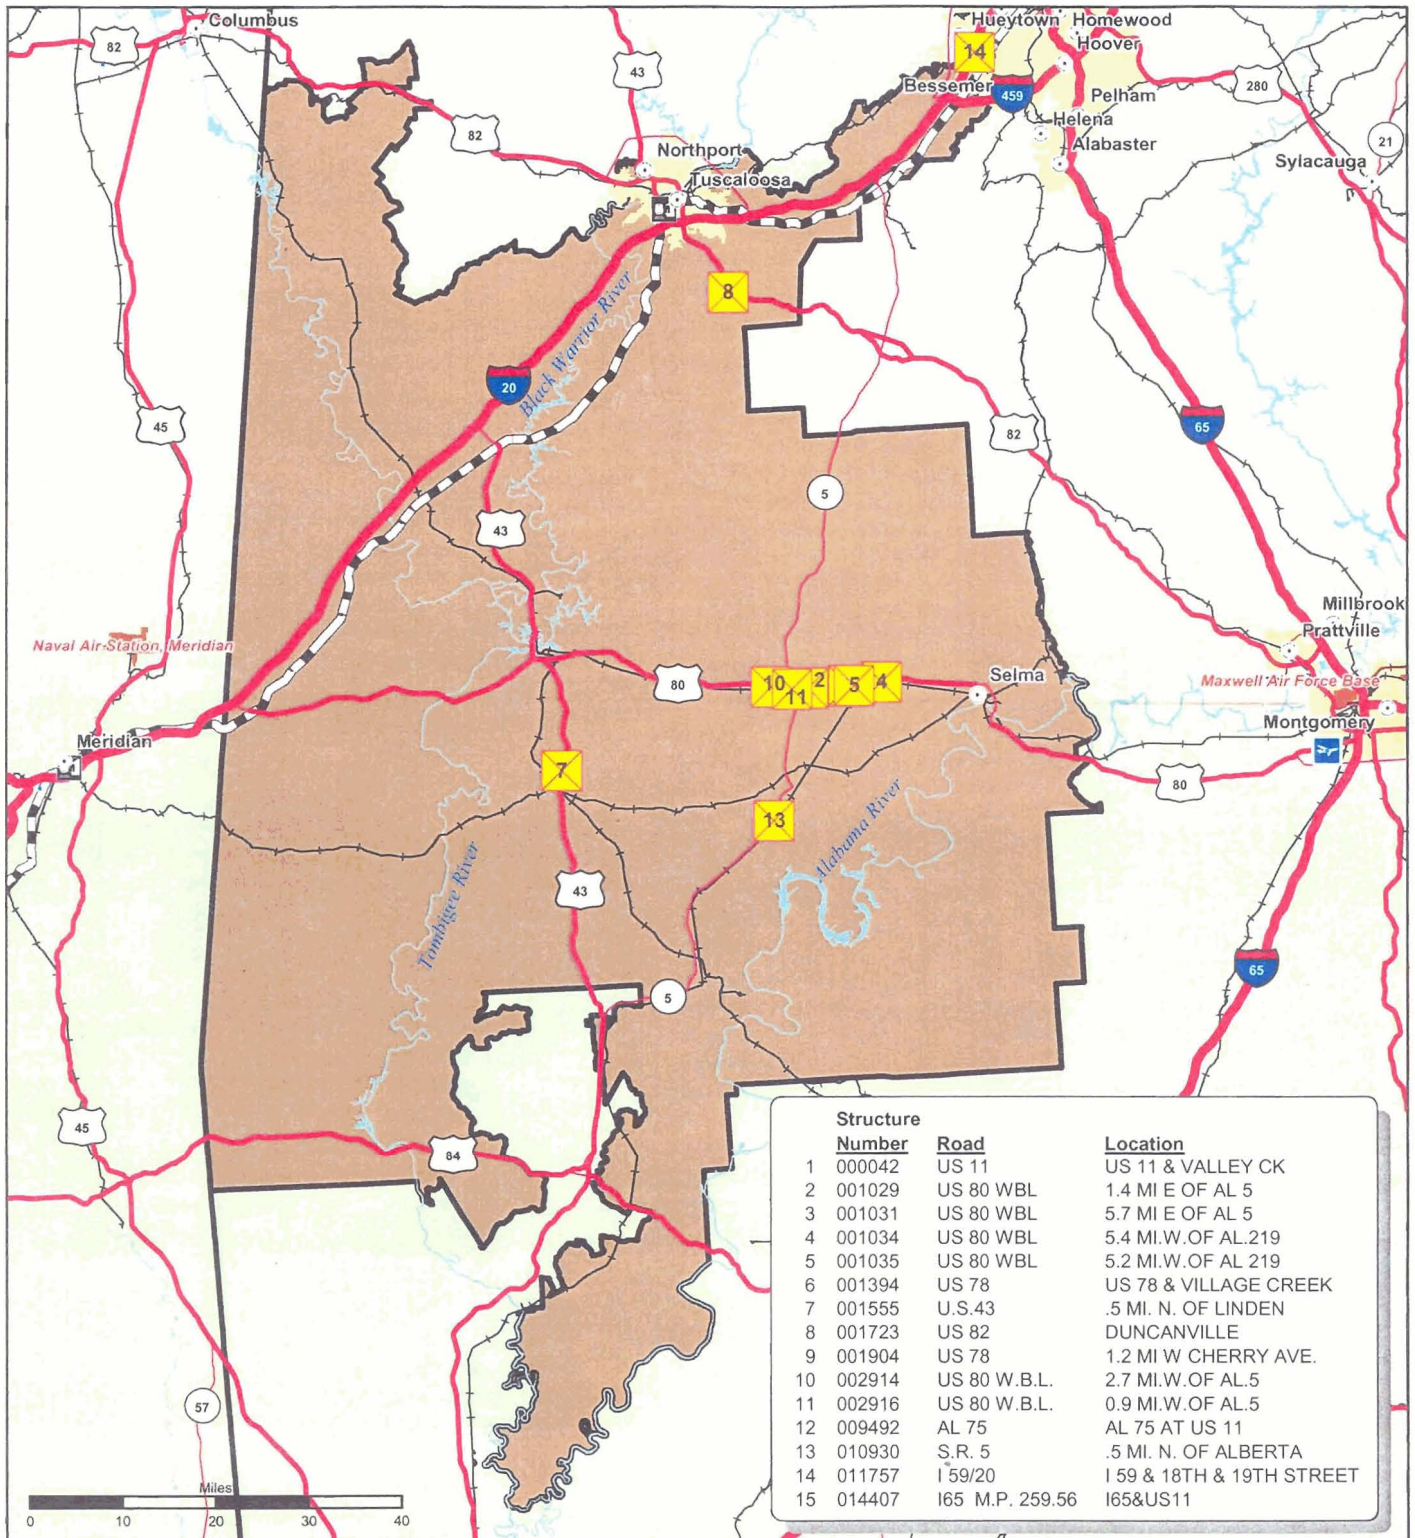 Columbus
Hueytown
Homewood
82
14
Hoover
43
Bessemer
459
Pelham
280
Helena
82
Northport
Alabaster
21
Tuscaloosa
Sylacauga
8
Black Warrior River
20
45
82
65
5
43
Millbrook
Naval Air Station, Meridian
Prattville
80
10
11
2
5
4
Selma
Maxwell Air Force Base
Meridian
Montgomery
7
80
13
Alabama River
43
Tombigee River
65
5
45
84
57
Structure
Number Road Location
1 000042 US 11 US 11 & VALLEY CK
2 001029 US 80 WBL 1.4 MI E OF AL 5
3 001031 US 80 WBL 5.7 MI E OF AL 5
4 001034 US 80 WBL 5.4 MI.W.OF AL.219
5 001035 US 80 WBL 5.2 MI.W.OF AL 219
6 001394 US 78 US 78 & VILLAGE CREEK
7 001555 U.S.43 .5 MI. N. OF LINDEN
8 001723 US 82 DUNCANVILLE
9 001904 US 78 1.2 MI W CHERRY AVE.
10 002914 US 80 W.B.L. 2.7 MI.W.OF AL.5
11 002916 US 80 W.B.L. 0.9 MI.W.OF AL.5
12 009492 AL 75 AL 75 AT US 11
13 010930 S.R. 5 .5 MI. N. OF ALBERTA
14 011757 I 59/20 I 59 & 18TH & 19TH STREET
15 014407 I65 M.P. 259.56 I65&US11
Miles
0 10 20 30 40